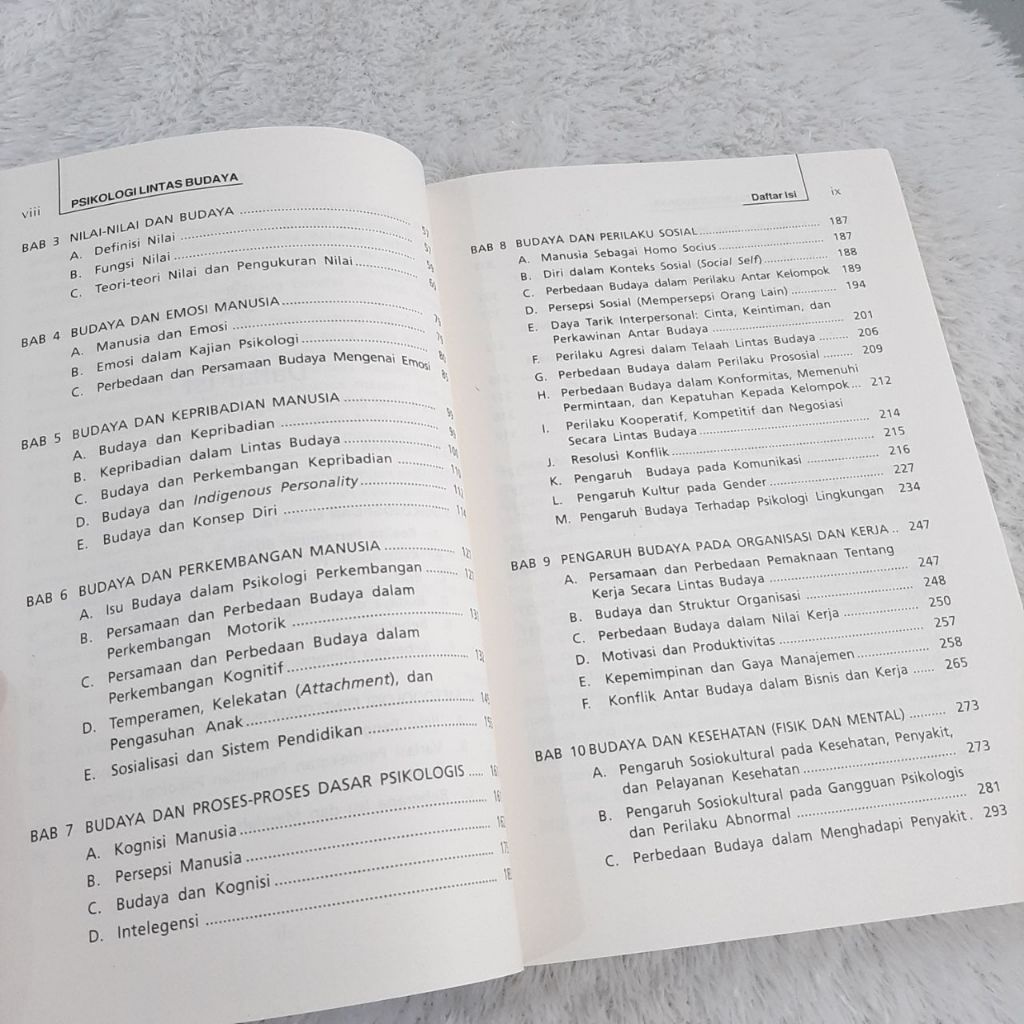 viii PSIKOLOGI LINTAS BUDAYA
BAB 3 NILAI-NILAI DAN BUDAYA ..........
A. Definisi Nilai ..........
B. Fungsi Nilai ..........
C. Teori-teori Nilai dan Pengukuran Nilai ..........
BAB 4 BUDAYA DAN EMOSI MANUSIA ..........
A. Manusia dan Emosi ..........
B. Emosi dalam Kajian Psikologi ..........
C. Perbedaan dan Persamaan Budaya Mengenai Emosi
BAB 5 BUDAYA DAN KEPRIBADIAN MANUSIA ..........
A. Budaya dan Kepribadian ..........
B. Kepribadian dalam Lintas Budaya ..........
C. Budaya dan Perkembangan Kepribadian ..........
D. Budaya dan Indigenous Personality ..........
E. Budaya dan Konsep Diri .......... 114
BAB 6 BUDAYA DAN PERKEMBANGAN MANUSIA ..........
A. Isu Budaya dalam Psikologi Perkembangan ..........
B. Persamaan dan Perbedaan Budaya dalam
Perkembangan Motorik ..........
C. Persamaan dan Perbedaan Budaya dalam
Perkembangan Kognitif ..........
D. Temperamen, Kelekatan (Attachment), dan
Pengasuhan Anak ..........
E. Sosialisasi dan Sistem Pendidikan ..........
BAB 7 BUDAYA DAN PROSES-PROSES DASAR PSIKOLOGIS .....
A. Kognisi Manusia ..........
B. Persepsi Manusia ..........
C. Budaya dan Kognisi ..........
D. Intelegensi ..........
Daftar Isi ix
BAB 8 BUDAYA DAN PERILAKU SOSIAL .......... 187
A. Manusia Sebagai Homo Socius .......... 187
B. Diri dalam Konteks Sosial (Social Self) .......... 188
C. Perbedaan Budaya dalam Perilaku Antar Kelompok 189
D. Persepsi Sosial (Mempersepsi Orang Lain) .......... 194
E. Daya Tarik Interpersonal: Cinta, Keintiman, dan
Perkawinan Antar Budaya .......... 201
F. Perilaku Agresi dalam Telaah Lintas Budaya ........ 206
G. Perbedaan Budaya dalam Perilaku Prososial ........ 209
H. Perbedaan Budaya dalam Konformitas, Memenuhi
Permintaan, dan Kepatuhan Kepada Kelompok... 212
I. Perilaku Kooperatif, Kompetitif dan Negosiasi
Secara Lintas Budaya .......... 214
J. Resolusi Konflik .......... 215
K. Pengaruh Budaya pada Komunikasi .......... 216
L. Pengaruh Kultur pada Gender .......... 227
M. Pengaruh Budaya Terhadap Psikologi Lingkungan 234
BAB 9 PENGARUH BUDAYA PADA ORGANISASI DAN KERJA .. 247
A. Persamaan dan Perbedaan Pemaknaan Tentang
Kerja Secara Lintas Budaya .......... 247
B. Budaya dan Struktur Organisasi .......... 248
C. Perbedaan Budaya dalam Nilai Kerja .......... 250
D. Motivasi dan Produktivitas .......... 257
E. Kepemimpinan dan Gaya Manajemen .......... 258
F. Konflik Antar Budaya dalam Bisnis dan Kerja ..... 265
BAB 10 BUDAYA DAN KESEHATAN (FISIK DAN MENTAL) ......... 273
A. Pengaruh Sosiokultural pada Kesehatan, Penyakit,
dan Pelayanan Kesehatan .......... 273
B. Pengaruh Sosiokultural pada Gangguan Psikologis
dan Perilaku Abnormal .......... 281
C. Perbedaan Budaya dalam Menghadapi Penyakit. 293